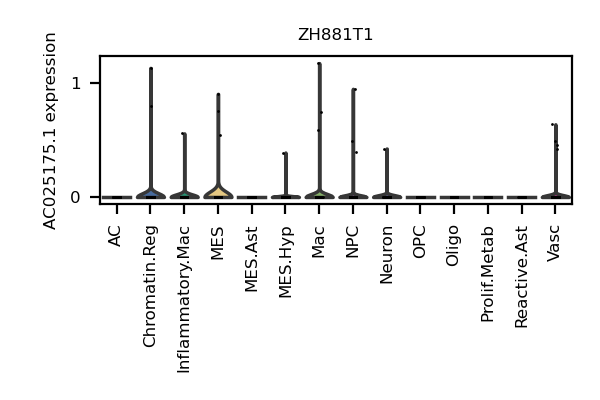 ZH881T1
AC025175.1 expression
1
0
AC
Chromatin.Reg
Inflammatory.Mac
MES
MES.Ast
MES.Hyp
Mac
NPC
Neuron
OPC
Oligo
Prolif.Metab
Reactive.Ast
Vasc